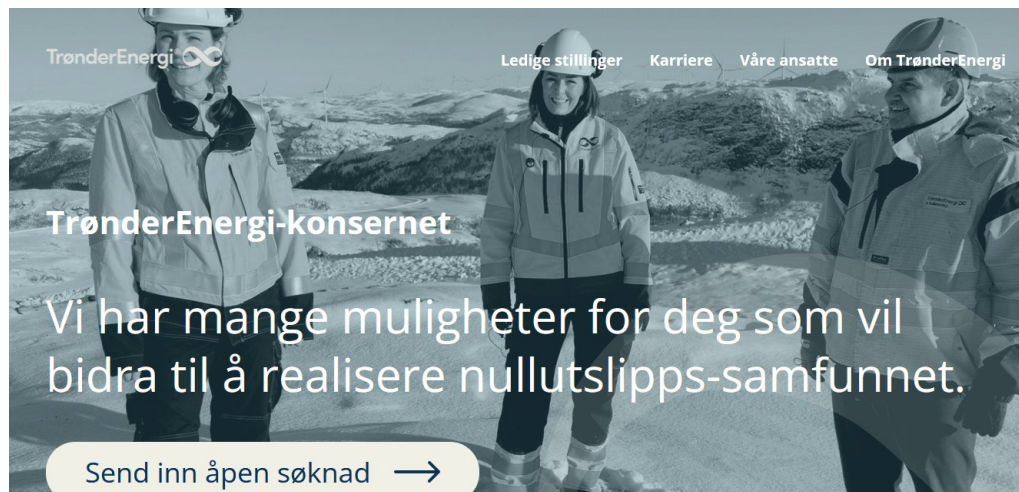 TrønderEnergi
Ledige stillinger Karriere Våre ansatte Om TrønderEnergi
TrønderEnergi-konsernet
Vi har mange muligheter for deg som vil
bidra til å realisere nullutslipps-samfunnet.
Send inn åpen søknad